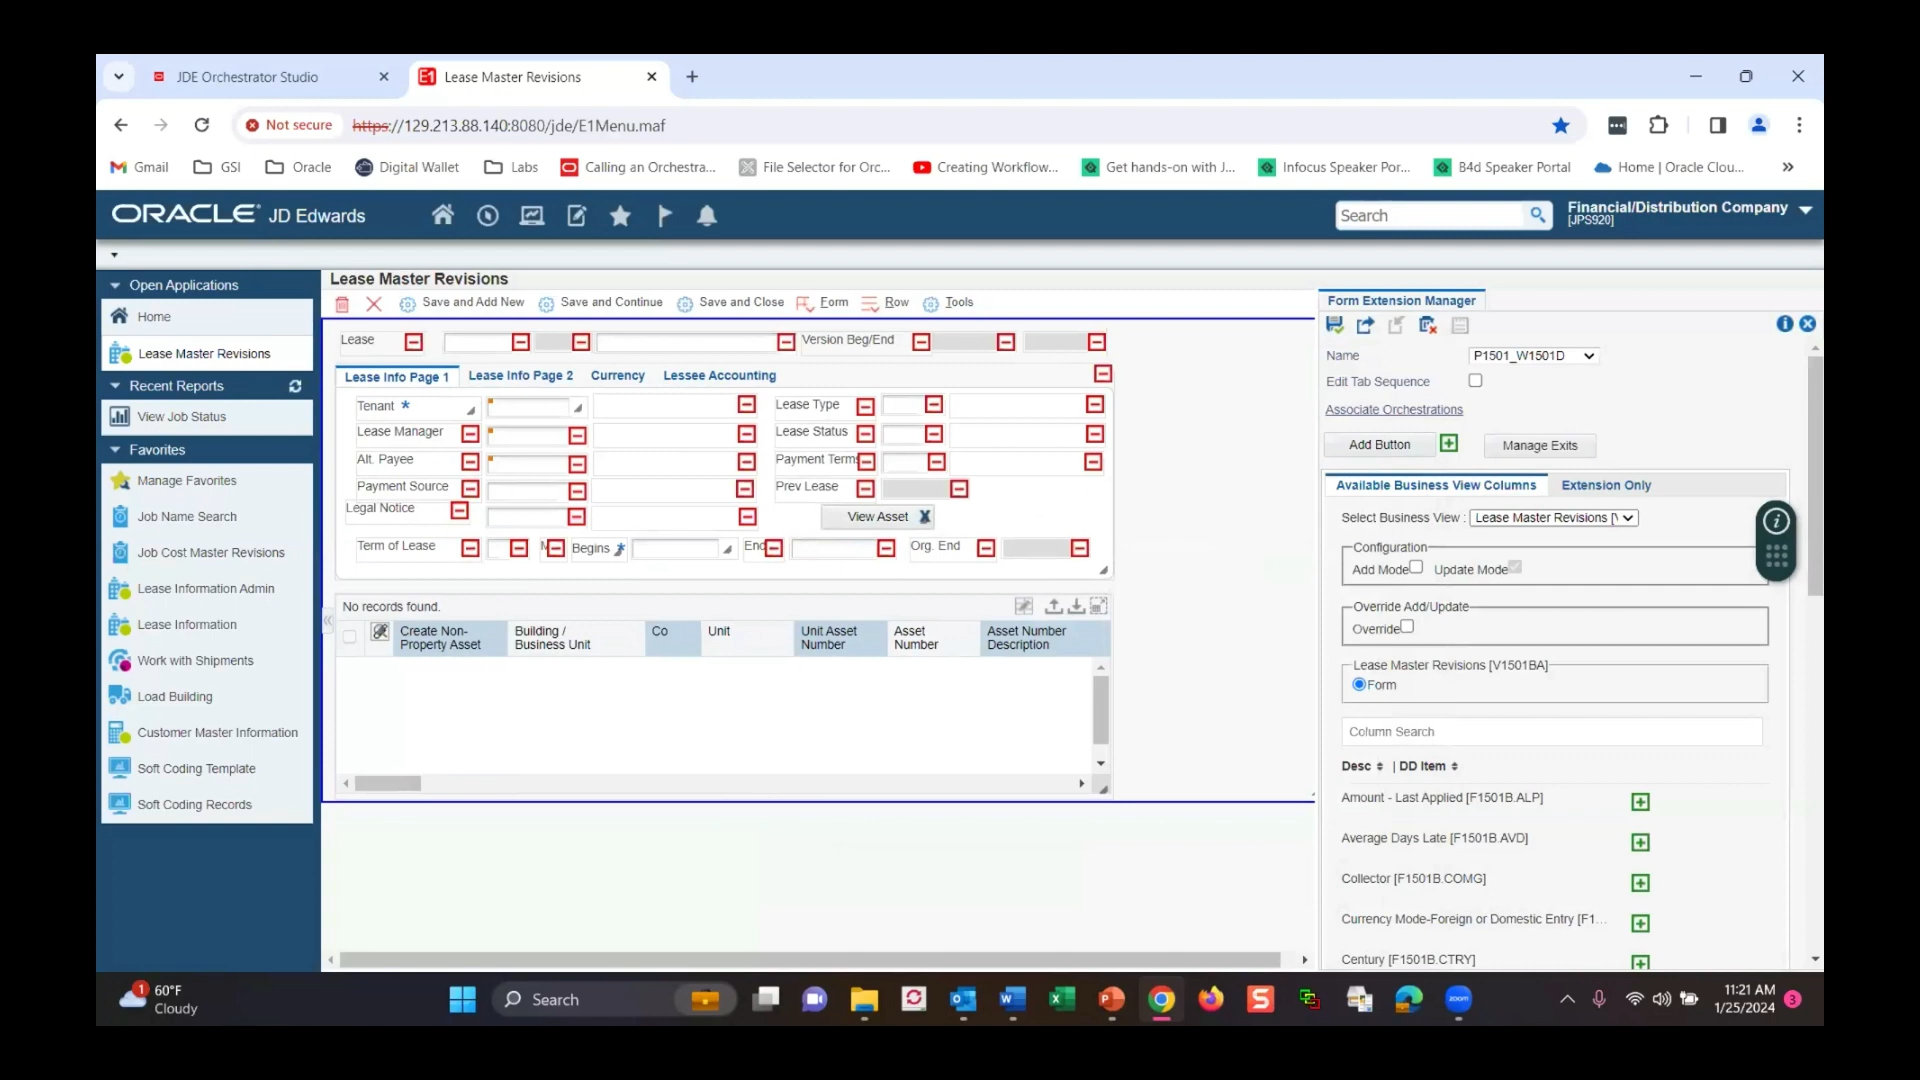 JDE Orchestrator Studio
E1 Lease Master Revisions
Not secure https://129.213.88.140:8080/jde/E1Menu.maf
Gmail GSI Oracle Digital Wallet Labs Calling an Orchestra... File Selector for Orc... Creating Workflow... Get hands-on with J... Infocus Speaker Por... B4d Speaker Portal Home | Oracle Clou...
ORACLE JD Edwards
Search
Financial/Distribution Company
[JPS920]
Open Applications
Home
Lease Master Revisions
Recent Reports
View Job Status
Favorites
Manage Favorites
Job Name Search
Job Cost Master Revisions
Lease Information Admin
Lease Information
Work with Shipments
Load Building
Customer Master Information
Soft Coding Template
Soft Coding Records
Lease Master Revisions
Save and Add New Save and Continue Save and Close Form Row Tools
Lease Version Beg/End
Lease Info Page 1 Lease Info Page 2 Currency Lessee Accounting
Tenant * Lease Type
Lease Manager Lease Status
Alt. Payee Payment Terms
Payment Source Prev Lease
Legal Notice View Asset X
Term of Lease Begins * End Org. End
No records found.
Create Non-Property Asset Building / Business Unit Co Unit Unit Asset Number Asset Number Asset Number Description
Form Extension Manager
Name P1501_W1501D
Edit Tab Sequence
Associate Orchestrations
Add Button Manage Exits
Available Business View Columns Extension Only
Select Business View : Lease Master Revisions [V
Configuration
Add Mode Update Mode
Override Add/Update
Override
Lease Master Revisions [V1501BA]
Form
Column Search
Desc | DD Item
Amount - Last Applied [F1501B.ALP]
Average Days Late [F1501B.AVD]
Collector [F1501B.COMG]
Currency Mode-Foreign or Domestic Entry [F1...
Century [F1501B.CTRY]
1 60°F
Cloudy
Search
zoom
11:21 AM
1/25/2024
3